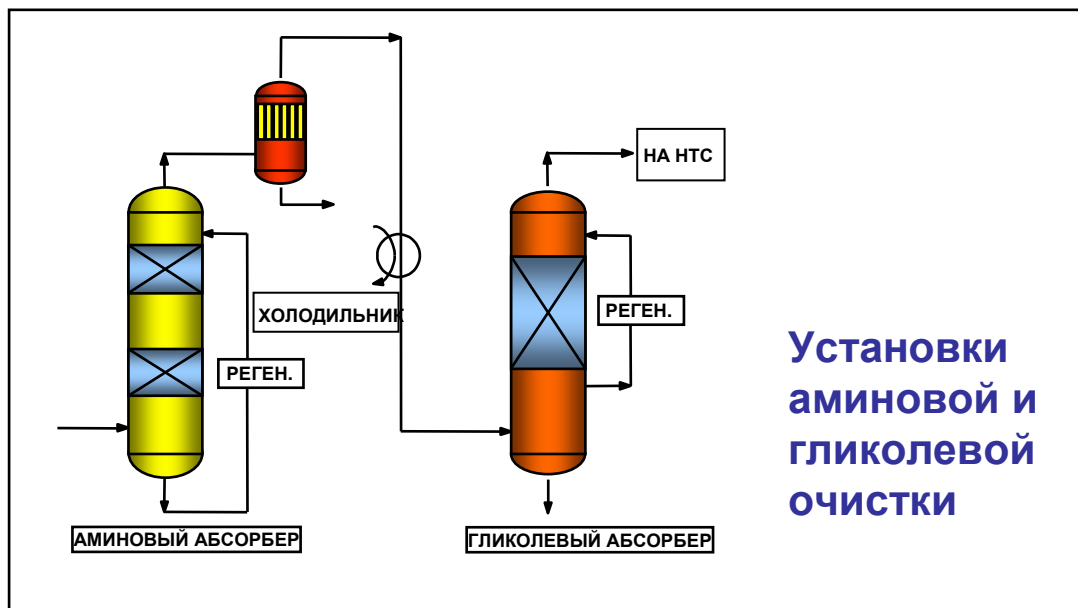 НА НТС
ХОЛОДИЛЬНИК
РЕГЕН.
РЕГЕН.
АМИНОВЫЙ АБСОРБЕР
ГЛИКОЛЕВЫЙ АБСОРБЕР
Установки
аминовой и
гликолевой
очистки